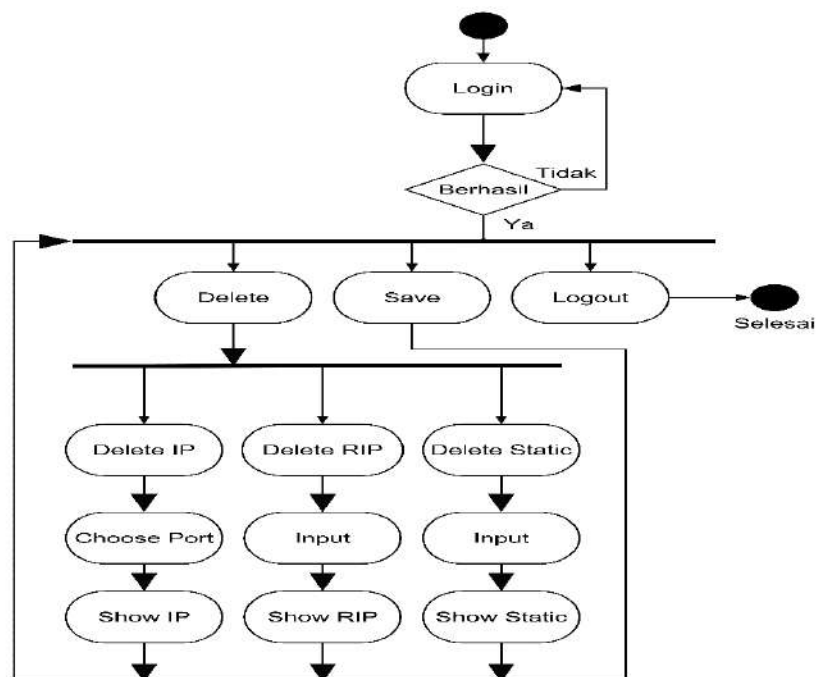 Login
Tidak
Berhasil
Ya
Delete
Save
Logout
Selesai
Delete IP
Delete RIP
Delete Static
Choose Port
Input
Input
Show IP
Show RIP
Show Static